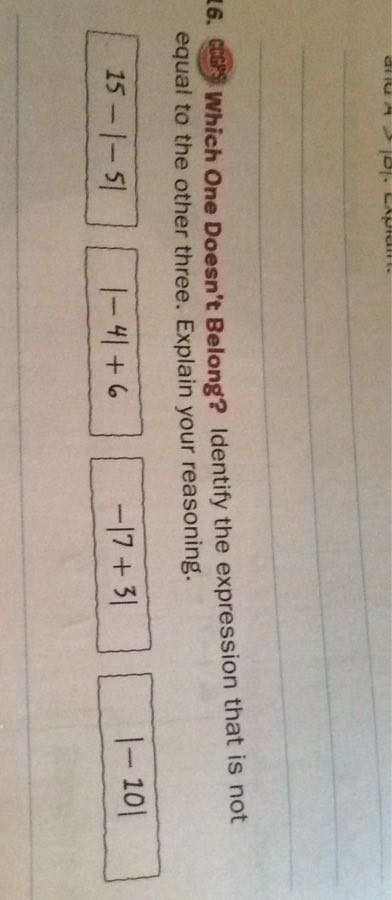 and
16. CCGPS Which One Doesn't Belong? Identify the expression that is not
equal to the other three. Explain your reasoning.
15 − |−5|
|−4| + 6
−|7 + 3|
|−10|